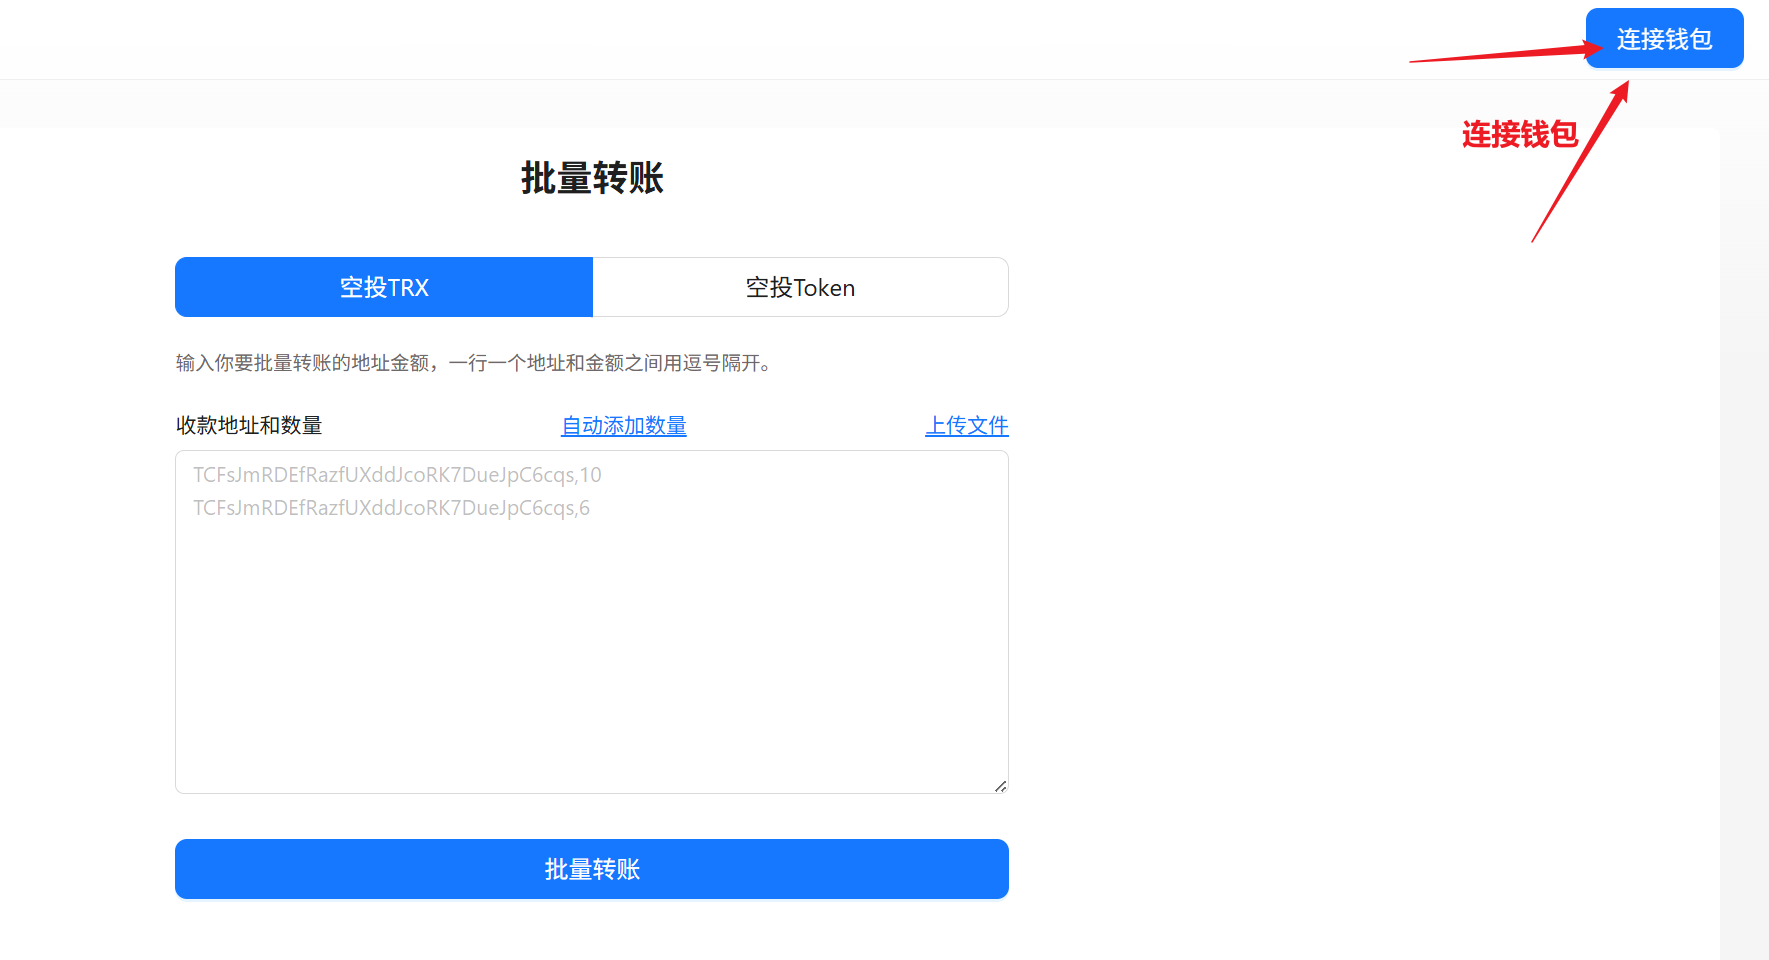 连接钱包
连接钱包
批量转账
空投TRX
空投Token
输入你要批量转账的地址金额，一行一个地址和金额之间用逗号隔开。
收款地址和数量
自动添加数量
上传文件
TCFsJmRDEfRazfUXddJcoRK7DueJpC6cqs,10
TCFsJmRDEfRazfUXddJcoRK7DueJpC6cqs,6
批量转账